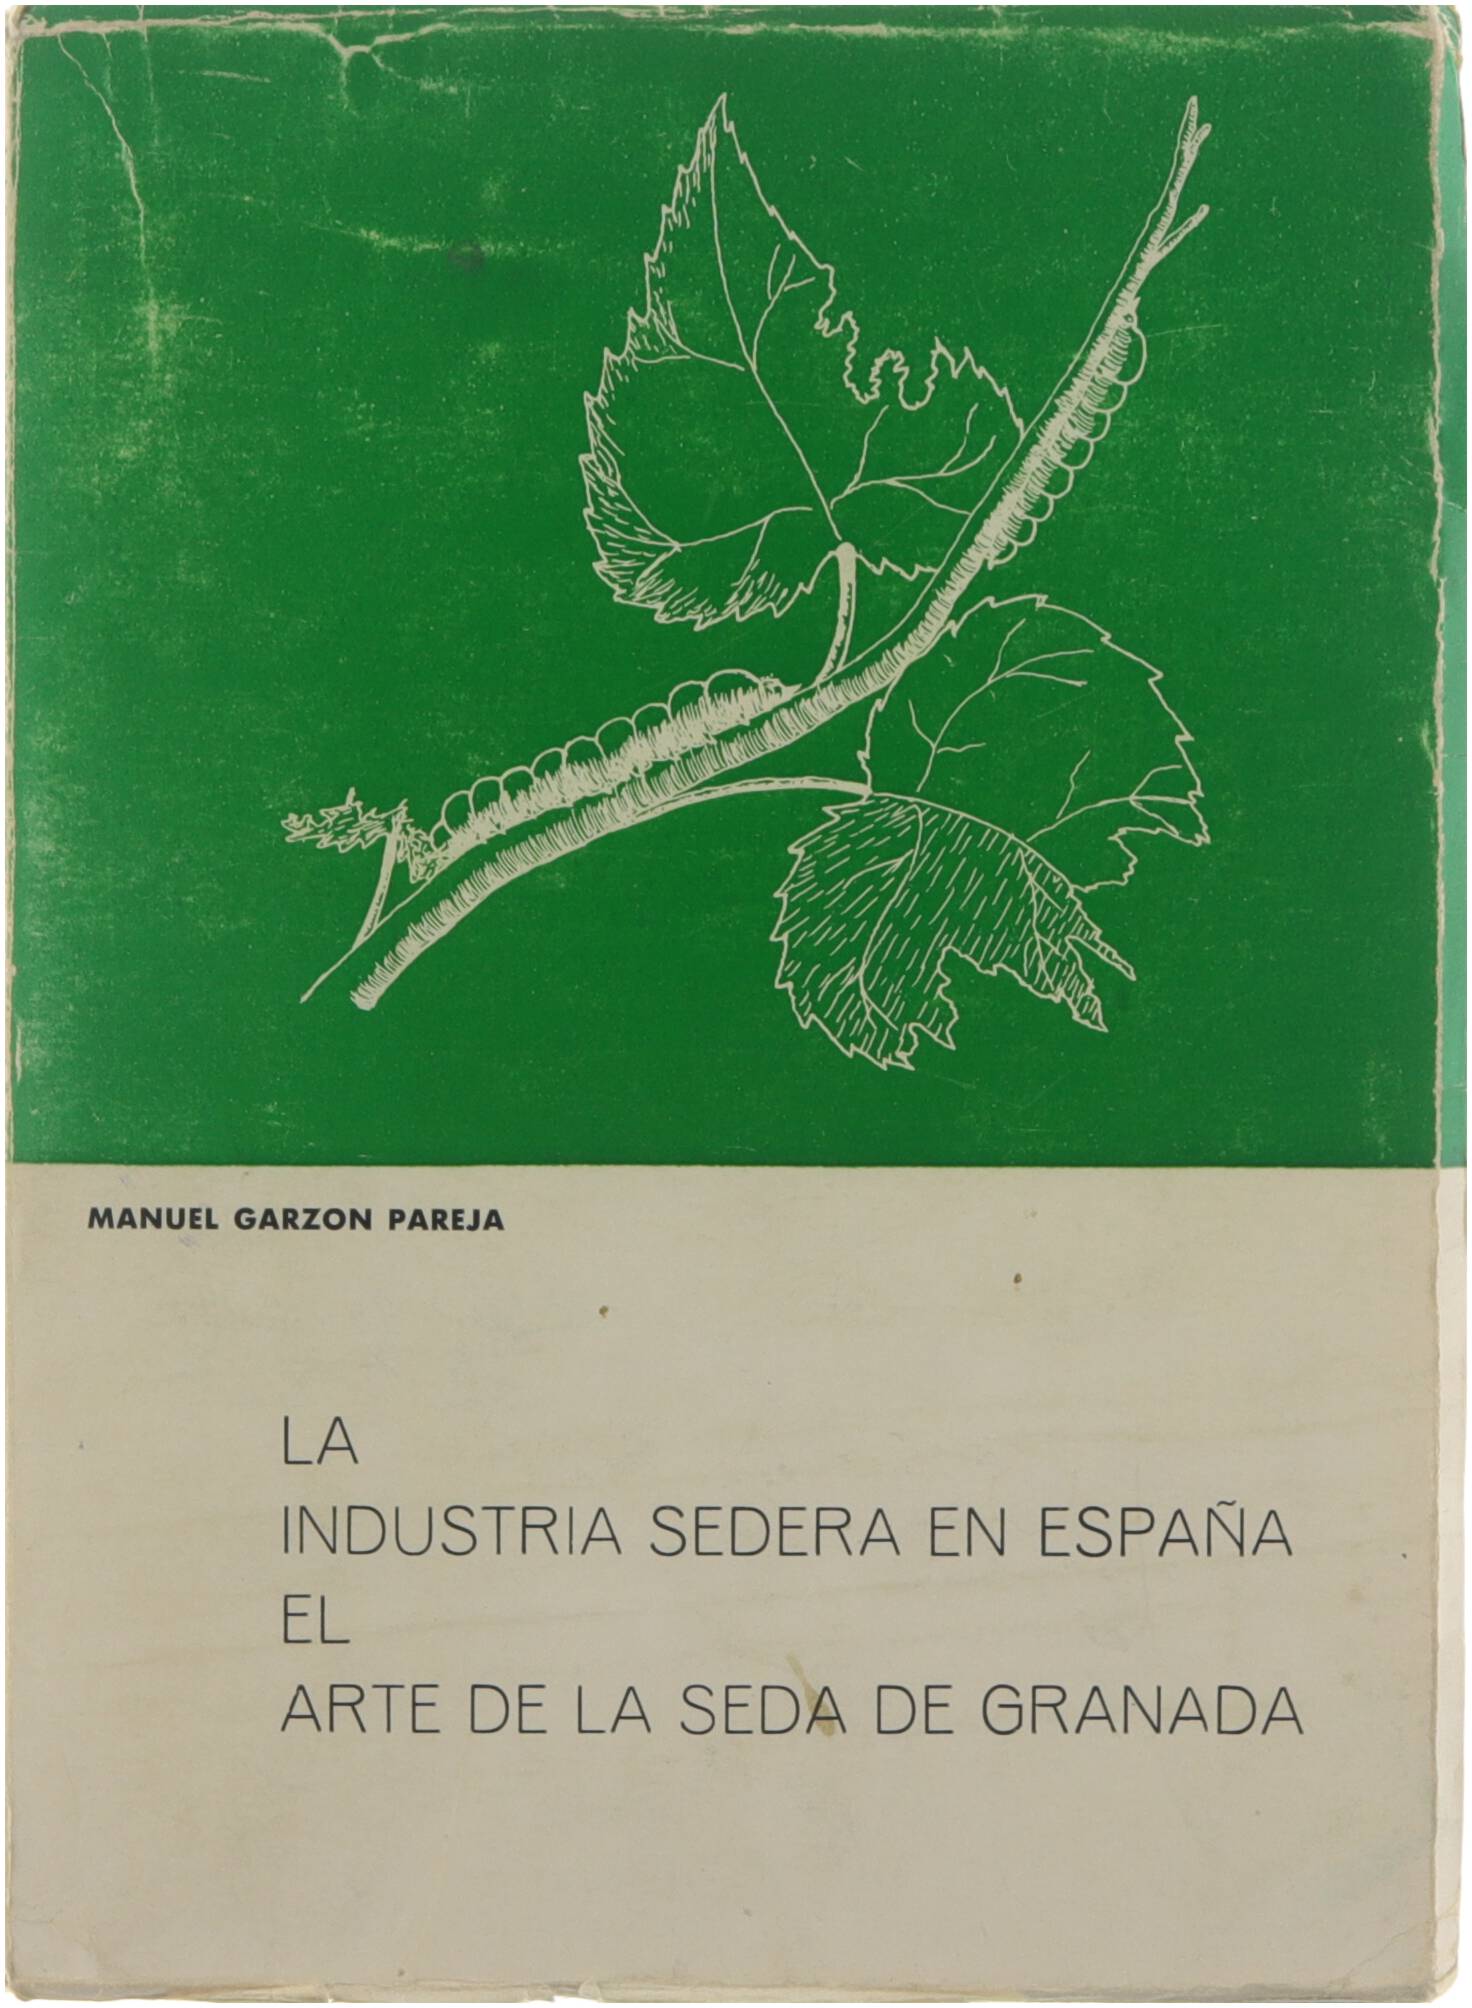 MANUEL GARZON PAREJA
LA
INDUSTRIA SEDERA EN ESPAÑA
EL
ARTE DE LA SEDA DE GRANADA